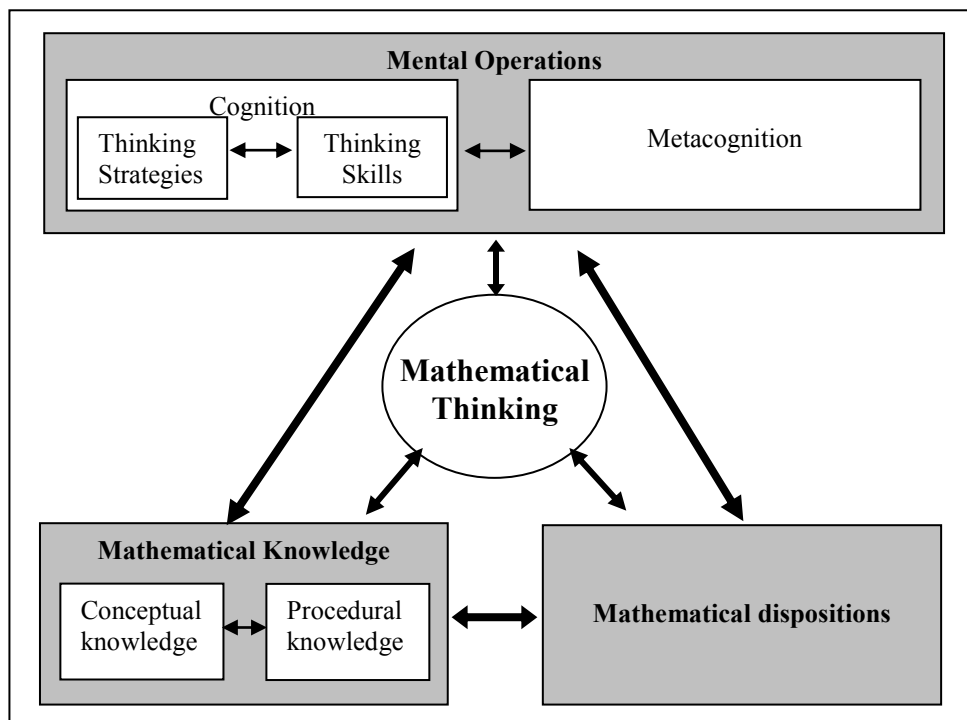 Mental Operations
Cognition
Thinking
Strategies
Thinking
Skills
Metacognition
Mathematical
Thinking
Mathematical Knowledge
Conceptual
knowledge
Procedural
knowledge
Mathematical dispositions